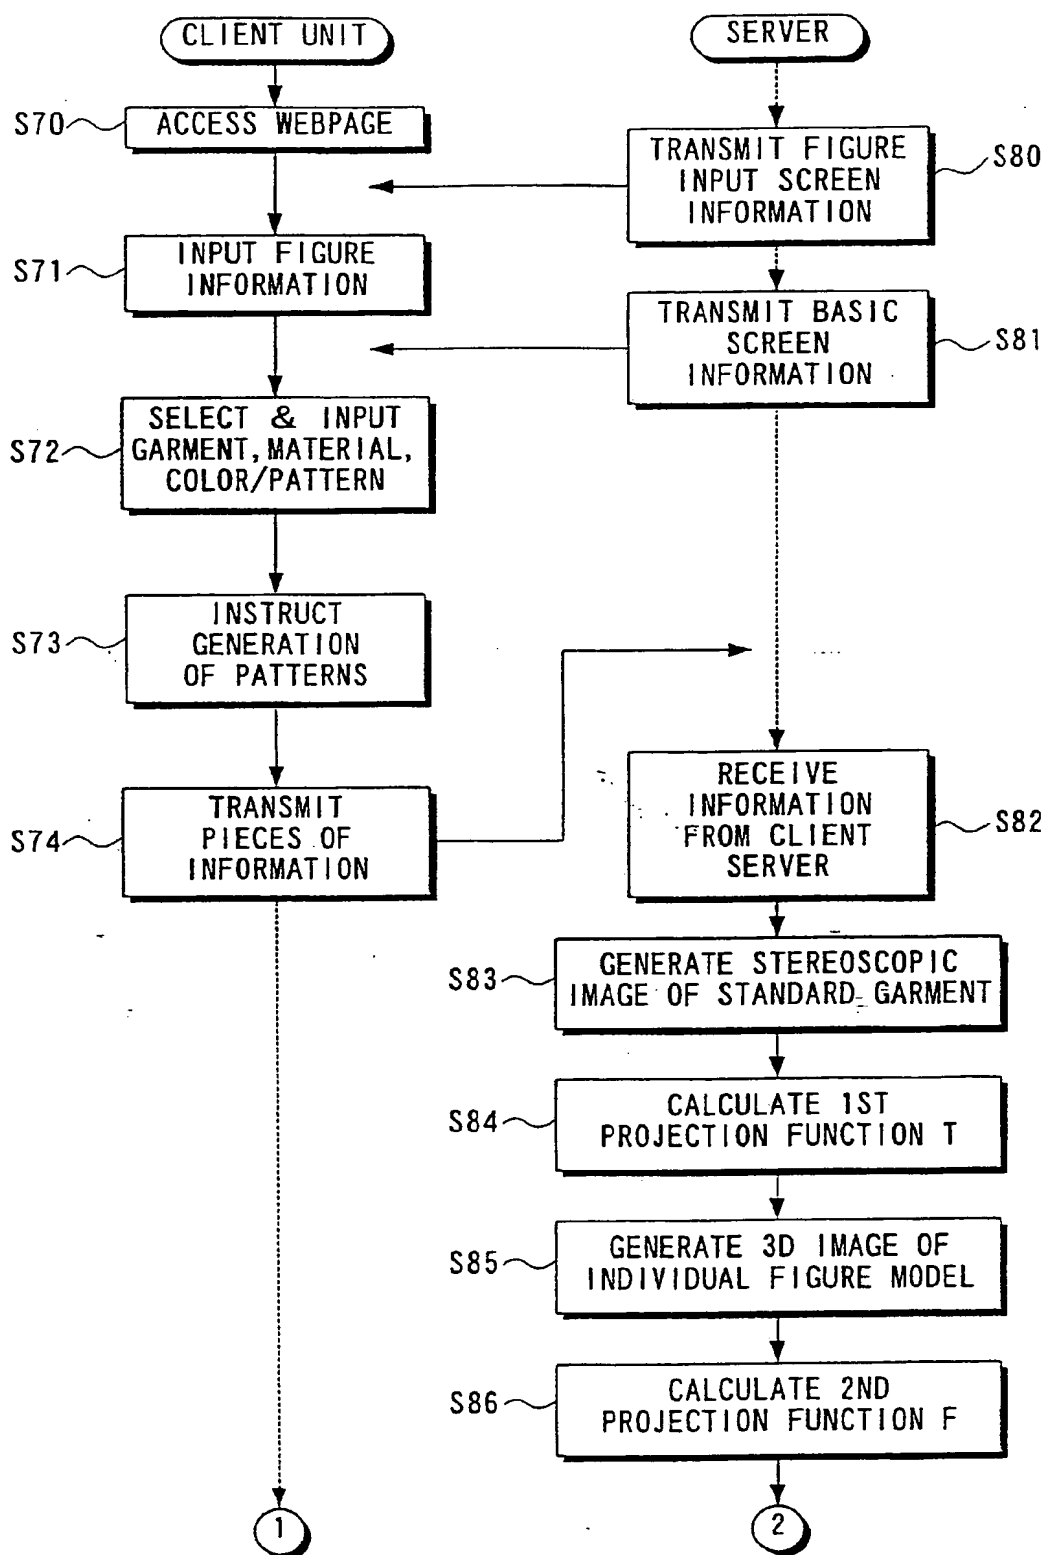 CLIENT UNIT
S70
ACCESS WEBPAGE
S71
INPUT FIGURE
INFORMATION
S72
SELECT & INPUT
GARMENT, MATERIAL,
COLOR/PATTERN
S73
INSTRUCT
GENERATION
OF PATTERNS
S74
TRANSMIT
PIECES OF
INFORMATION
1
SERVER
TRANSMIT FIGURE
INPUT SCREEN
INFORMATION
S80
TRANSMIT BASIC
SCREEN
INFORMATION
S81
RECEIVE
INFORMATION
FROM CLIENT
SERVER
S82
S83
GENERATE STEREOSCOPIC
IMAGE OF STANDARD GARMENT
S84
CALCULATE 1ST
PROJECTION FUNCTION T
S85
GENERATE 3D IMAGE OF
INDIVIDUAL FIGURE MODEL
S86
CALCULATE 2ND
PROJECTION FUNCTION F
2